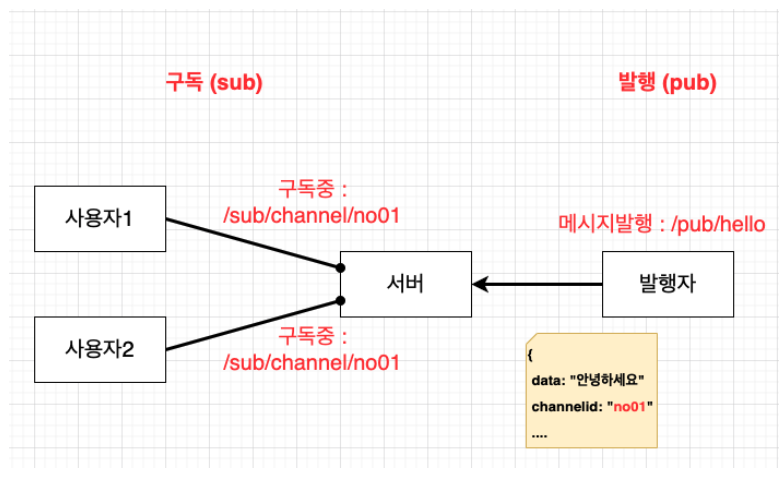 구독 (sub)
발행 (pub)
구독중 :
/sub/channel/no01
사용자1
메시지발행 : /pub/hello
서버
발행자
사용자2
구독중 :
/sub/channel/no01
{
data: "안녕하세요"
channelid: "no01"
....